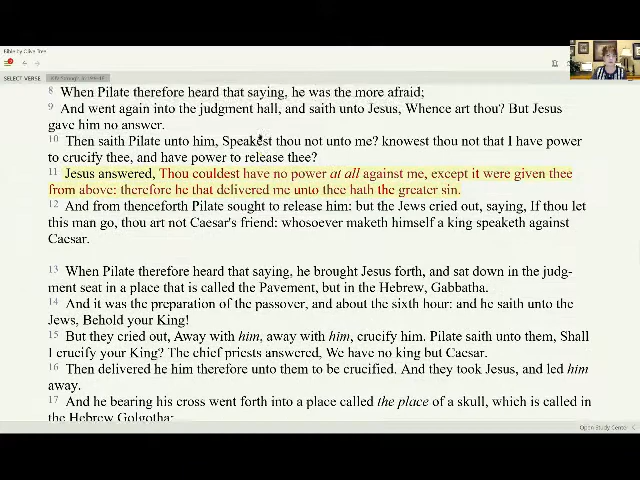 Bible by Olive Tree
SELECT VERSE
8 When Pilate therefore heard that saying, he was the more afraid;
9 And went again into the judgment hall, and saith unto Jesus, Whence art thou? But Jesus
gave him no answer.
10 Then saith Pilate unto him, Speakest thou not unto me? knowest thou not that I have power
to crucify thee, and have power to release thee?
11 Jesus answered, Thou couldest have no power at all against me, except it were given thee
from above: therefore he that delivered me unto thee hath the greater sin.
12 And from thenceforth Pilate sought to release him: but the Jews cried out, saying, If thou let
this man go, thou art not Caesar's friend: whosoever maketh himself a king speaketh against
Caesar.
13 When Pilate therefore heard that saying, he brought Jesus forth, and sat down in the judg-
ment seat in a place that is called the Pavement, but in the Hebrew, Gabbatha.
14 And it was the preparation of the passover, and about the sixth hour: and he saith unto the
Jews, Behold your King!
15 But they cried out, Away with him, away with him, crucify him. Pilate saith unto them, Shall
I crucify your King? The chief priests answered, We have no king but Caesar.
16 Then delivered he him therefore unto them to be crucified. And they took Jesus, and led him
away.
17 And he bearing his cross went forth into a place called the place of a skull, which is called in
the Hebrew Golgotha:
Open Study Center